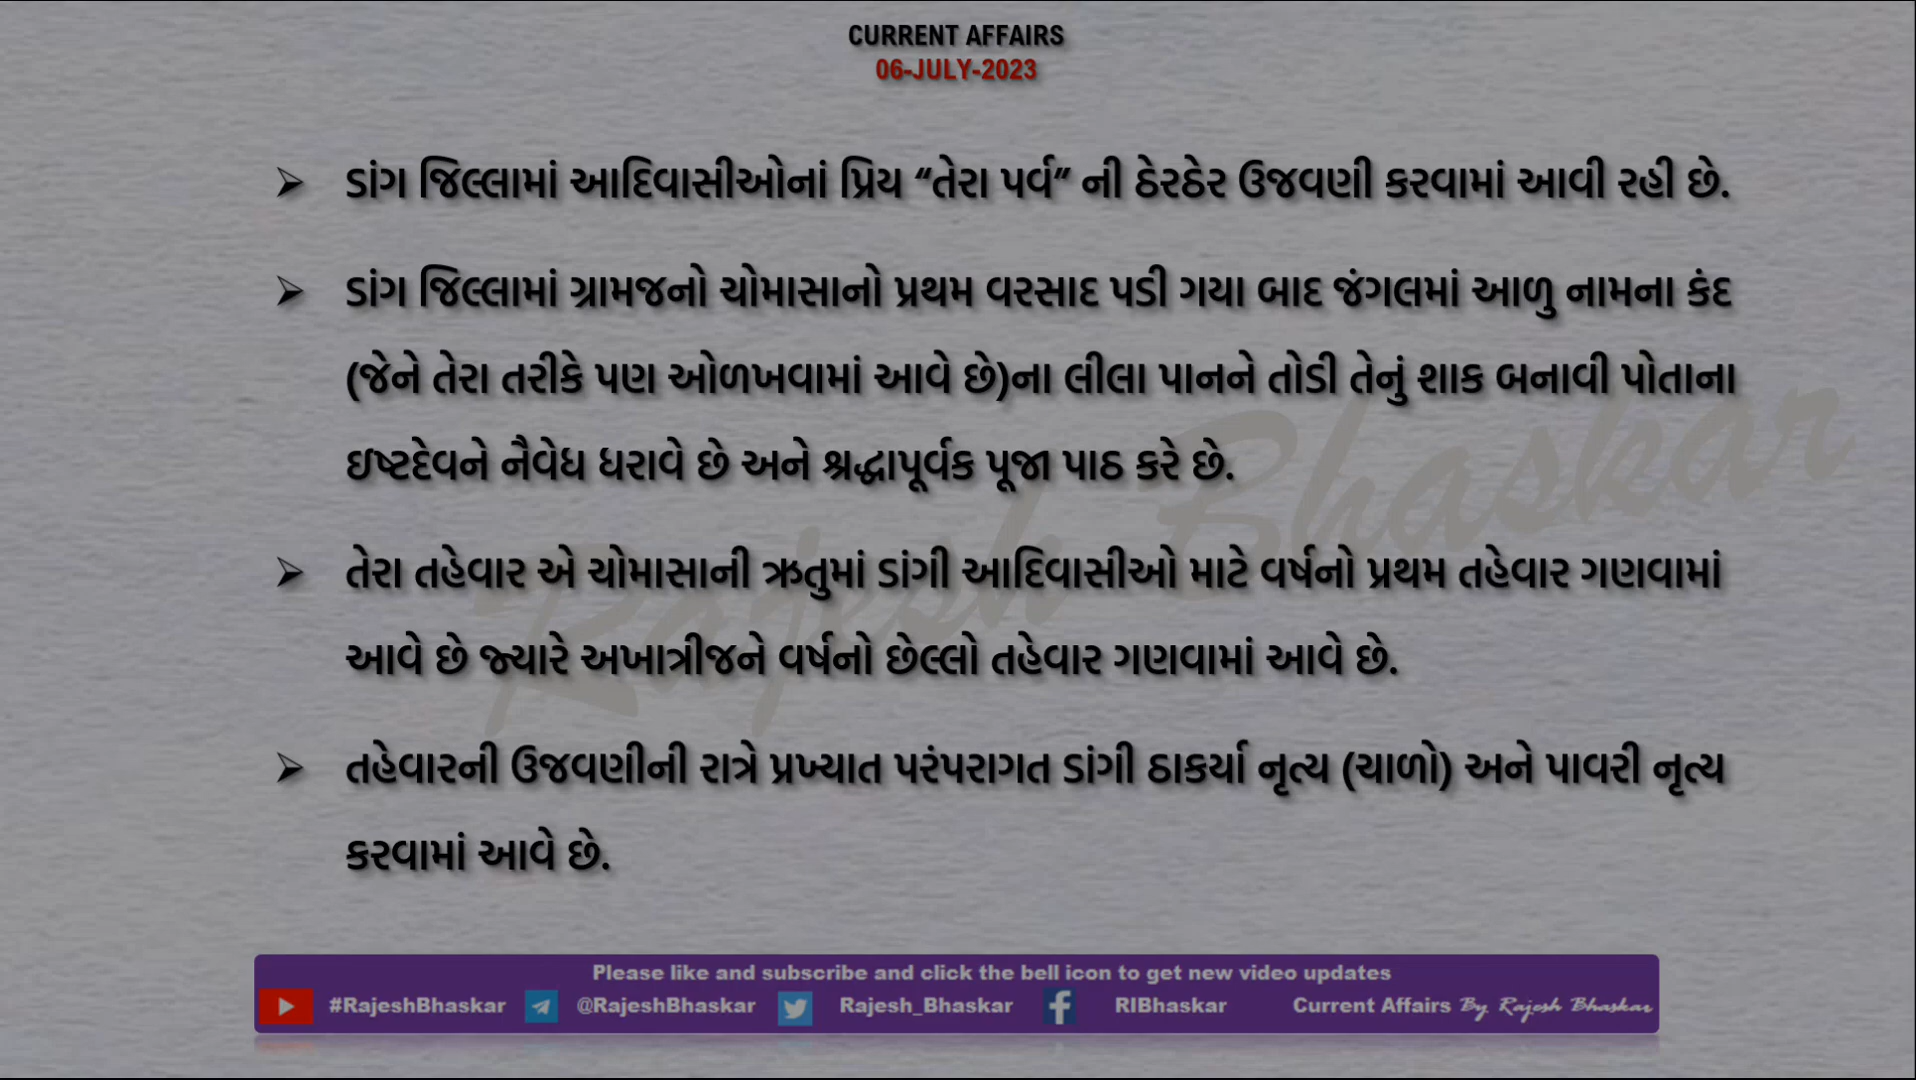 CURRENT AFFAIRS
06-JULY-2023
➢ ડાંગ જિલ્લામાં આદિવાસીઓનાં પ્રિય “તેરા પર્વ” ની ઠેરઠેર ઉજવણી કરવામાં આવી રહી છે.
➢ ડાંગ જિલ્લામાં ગ્રામજનો ચોમાસાનો પ્રથમ વરસાદ પડી ગયા બાદ જંગલમાં આળુ નામના કંદ
(જેને તેરા તરીકે પણ ઓળખવામાં આવે છે)ના લીલા પાનને તોડી તેનું શાક બનાવી પોતાના
ઇષ્ટદેવને નૈવેધ ધરાવે છે અને શ્રદ્ધાપૂર્વક પૂજા પાઠ કરે છે.
➢ તેરા તહેવાર એ ચોમાસાની ઋતુમાં ડાંગી આદિવાસીઓ માટે વર્ષનો પ્રથમ તહેવાર ગણવામાં
આવે છે જ્યારે અખાત્રીજને વર્ષનો છેલ્લો તહેવાર ગણવામાં આવે છે.
➢ તહેવારની ઉજવણીની રાત્રે પ્રખ્યાત પરંપરાગત ડાંગી ઠાકર્યા નૃત્ય (ચાળો) અને પાવરી નૃત્ય
કરવામાં આવે છે.
Rajesh Bhaskar
Please like and subscribe and click the bell icon to get new video updates
#RajeshBhaskar @RajeshBhaskar Rajesh_Bhaskar RIBhaskar Current Affairs By Rajesh Bhaskar